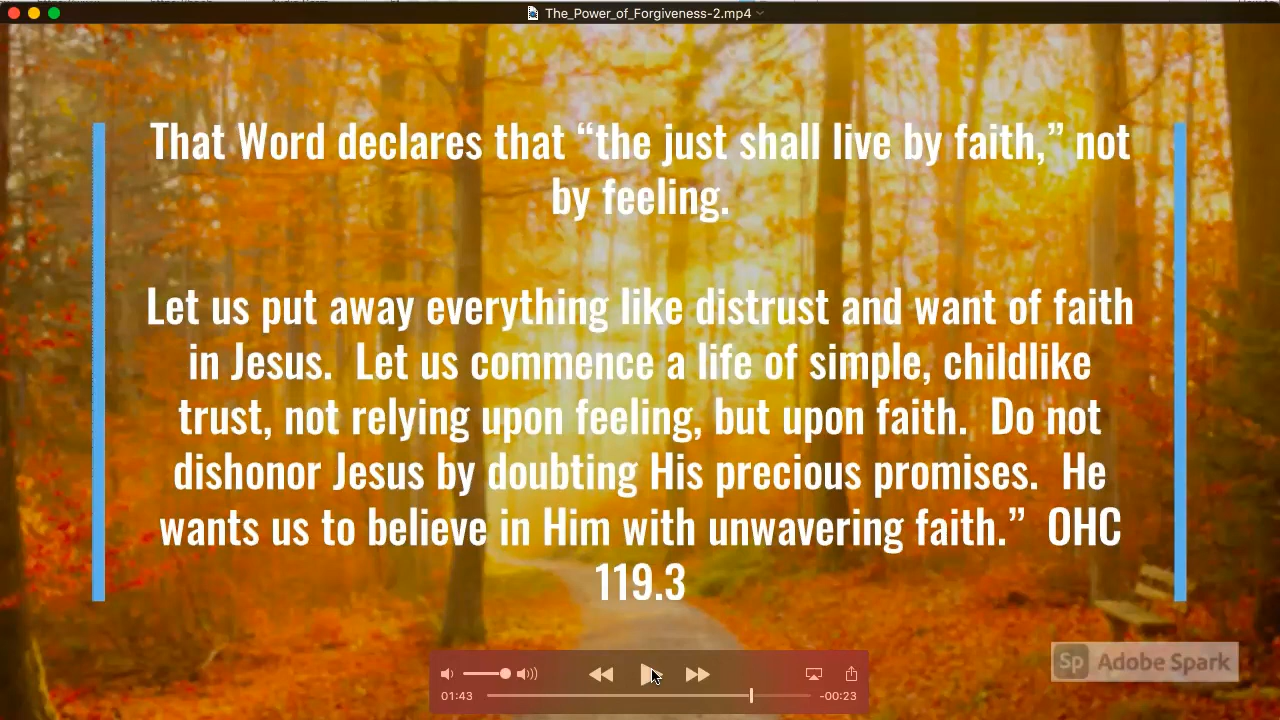 The_Power_of_Forgiveness-2.mp4
That Word declares that “the just shall live by faith,” not
by feeling.
Let us put away everything like distrust and want of faith
in Jesus.  Let us commence a life of simple, childlike
trust, not relying upon feeling, but upon faith.  Do not
dishonor Jesus by doubting His precious promises.  He
wants us to believe in Him with unwavering faith.”  OHC
119.3
Sp Adobe Spark
01:43 -00:23